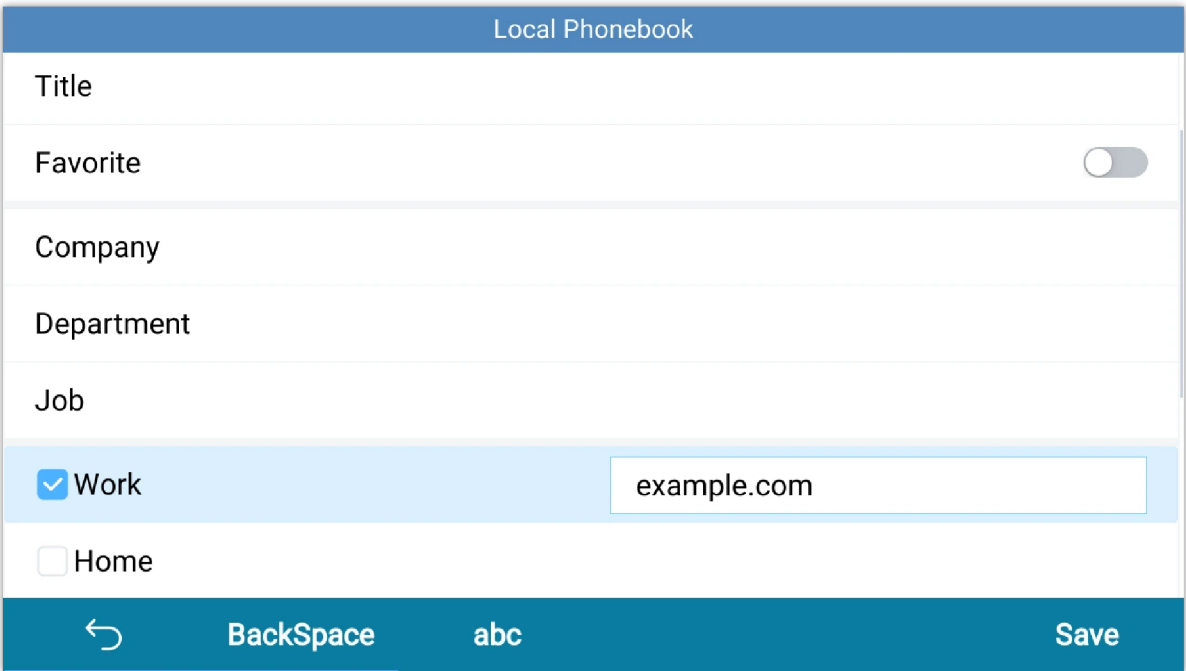 Local Phonebook
Title
Favorite
Company
Department
Job
Work example.com
Home
BackSpace abc Save